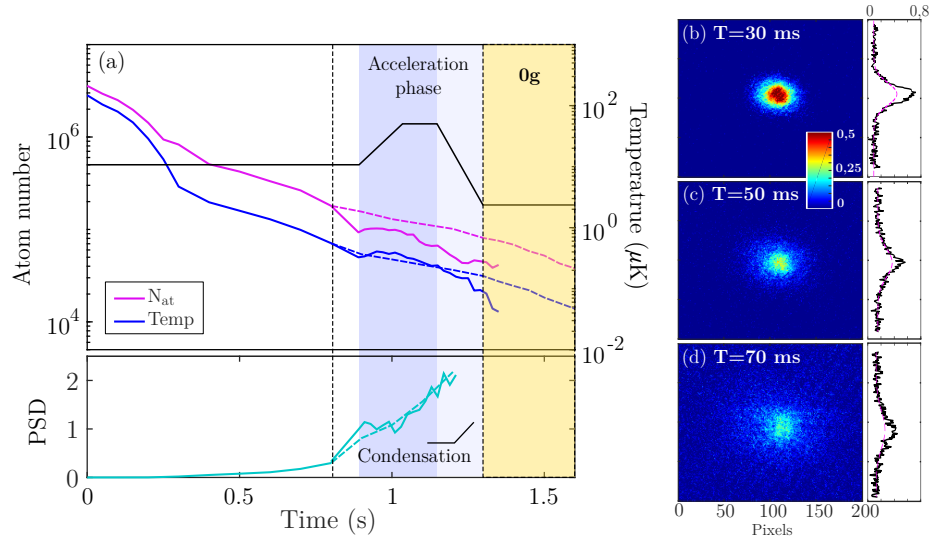 (a)
Acceleration
phase
0g
10^6
10^4
Atom number
10^2
10^0
10^-2
Temperatrue (μK)
N_at
Temp
2
1
0
PSD
Condensation
0 0.5 1 1.5
Time (s)
0 0.8
(b) T=30 ms
0,5
0,25
0
(c) T=50 ms
(d) T=70 ms
0 50 100 150 200
Pixels